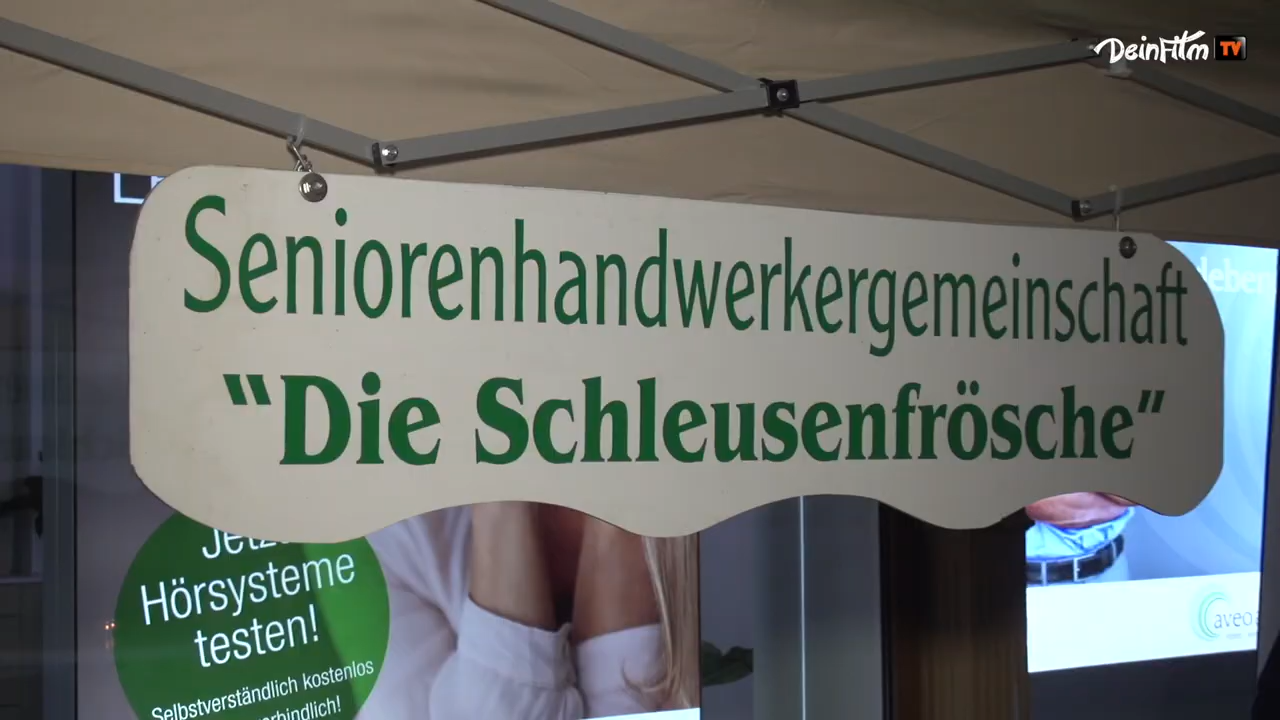 DeinFilm TV
Seniorenhandwerkergemeinschaft
"Die Schleusenfrösche"
Hörsysteme
testen!
Selbstverständlich kostenlos
aveo